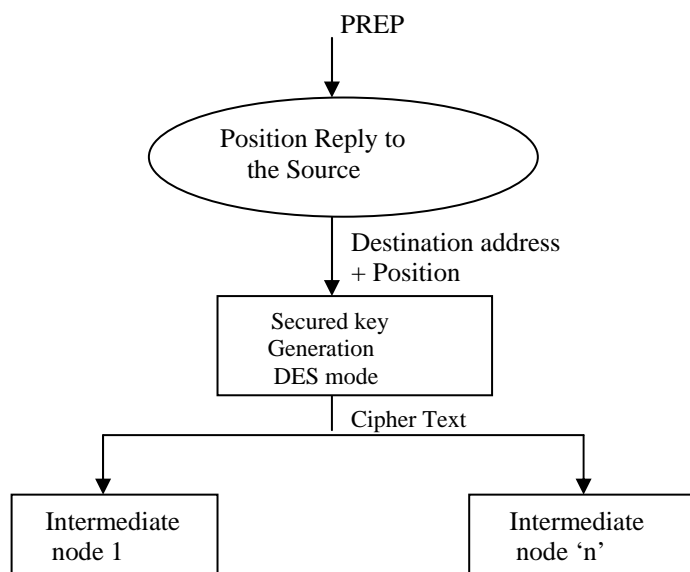 PREP
Position Reply to
the Source
Destination address
+ Position
Secured key
Generation
DES mode
Cipher Text
Intermediate
node 1
Intermediate
node ‘n’